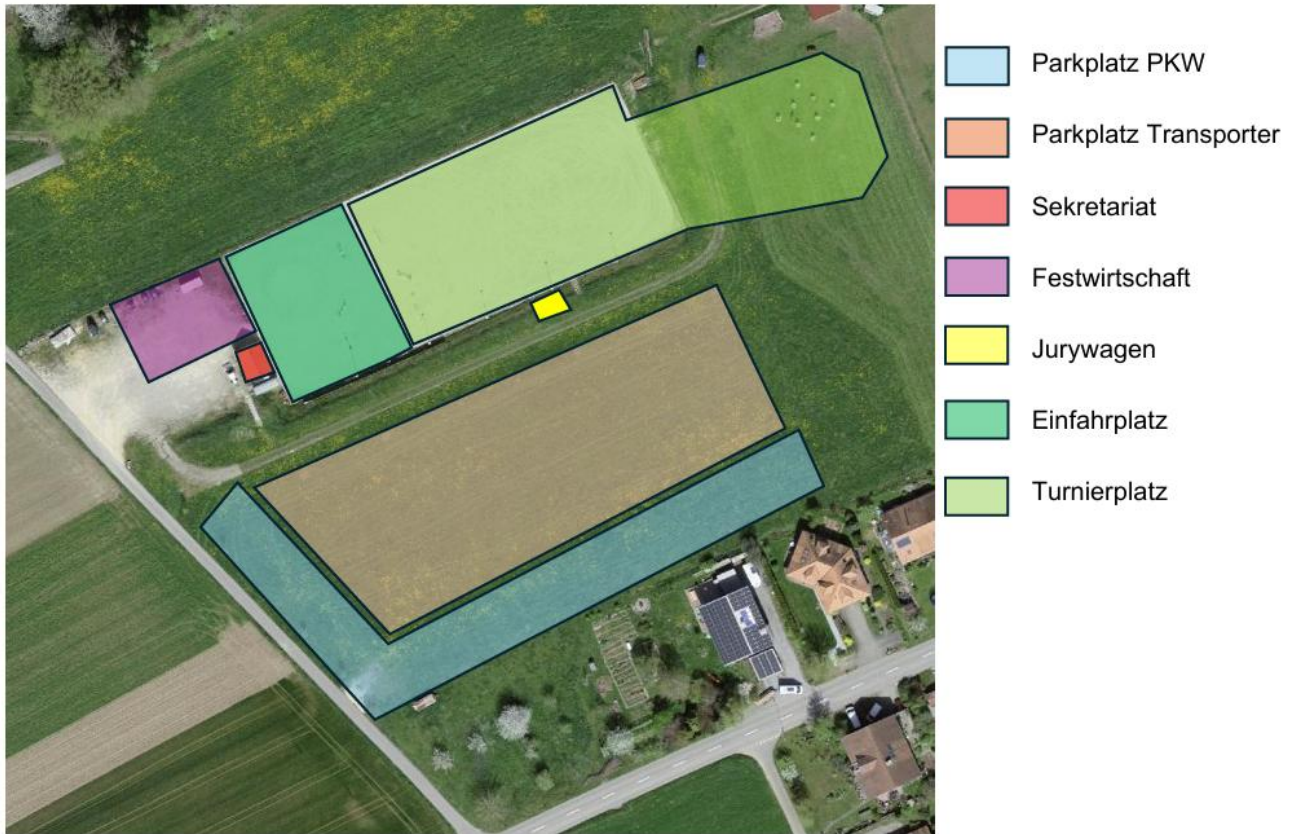 Parkplatz PKW
Parkplatz Transporter
Sekretariat
Festwirtschaft
Jurywagen
Einfahrplatz
Turnierplatz